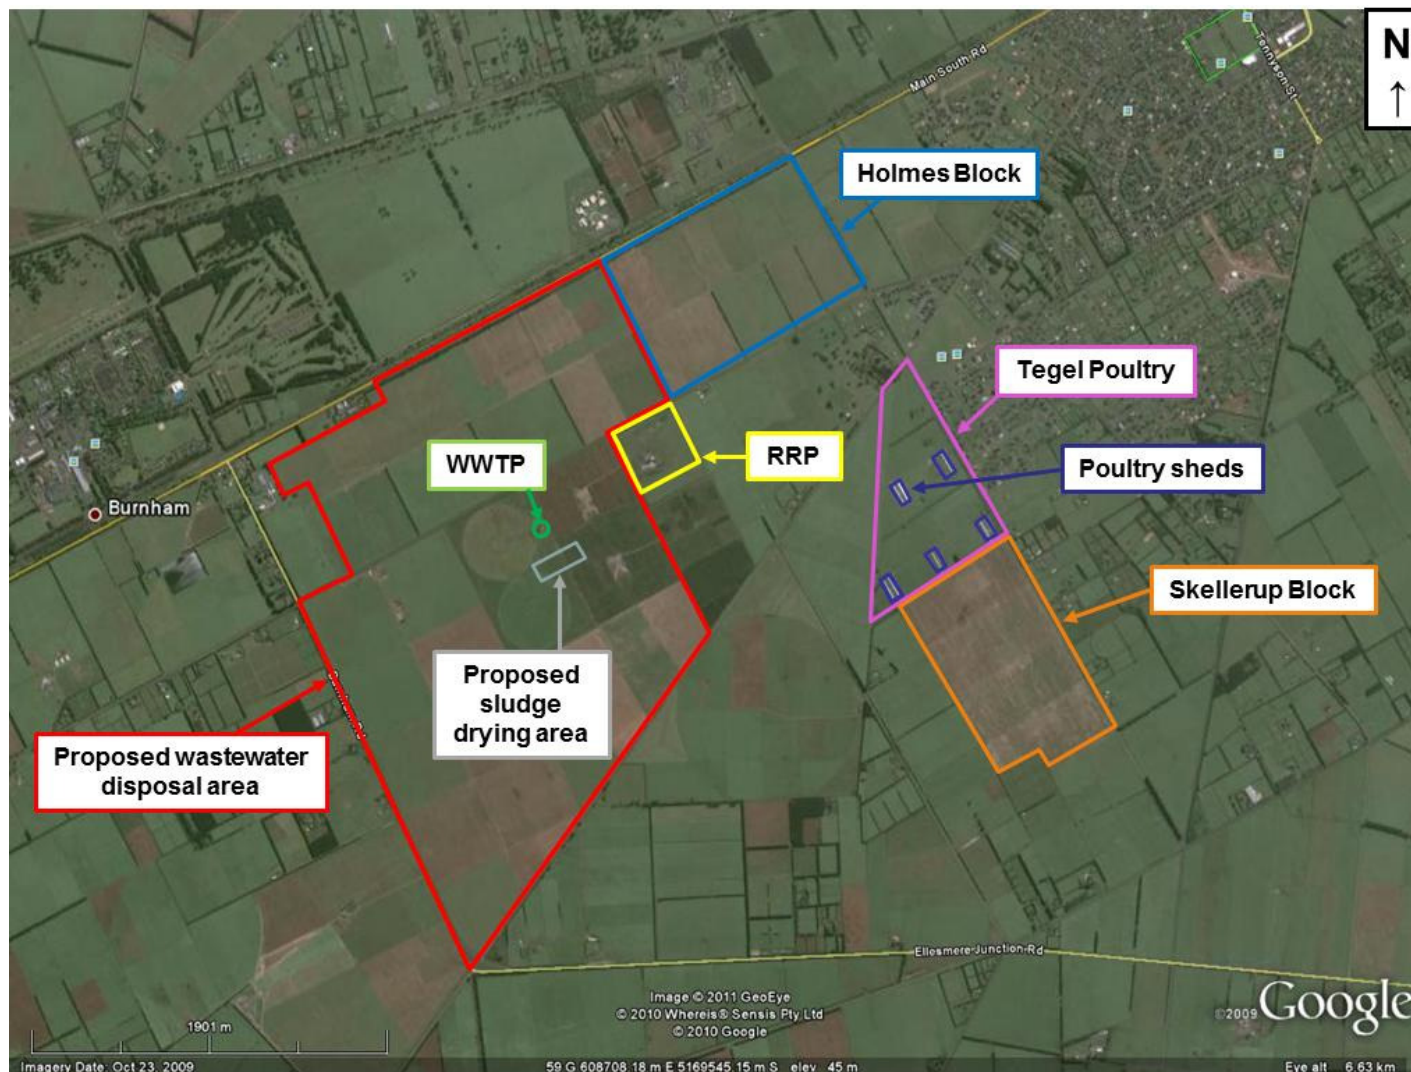 N
↑
Main South Rd
Tennyson St
Holmes Block
Tegel Poultry
WWTP
RRP
Poultry sheds
Burnham
Skellerup Block
Proposed
sludge
drying area
Burnham Rd
Proposed wastewater
disposal area
Ellesmere Junction Rd
Image © 2011 GeoEye
© 2010 Whereis® Sensis Pty Ltd
© 2010 Google
©2009 Google
1901 m
Imagery Date: Oct 23, 2009
59 G 608708.18 m E 5169545.15 m S elev 45 m
Eye alt 6.63 km